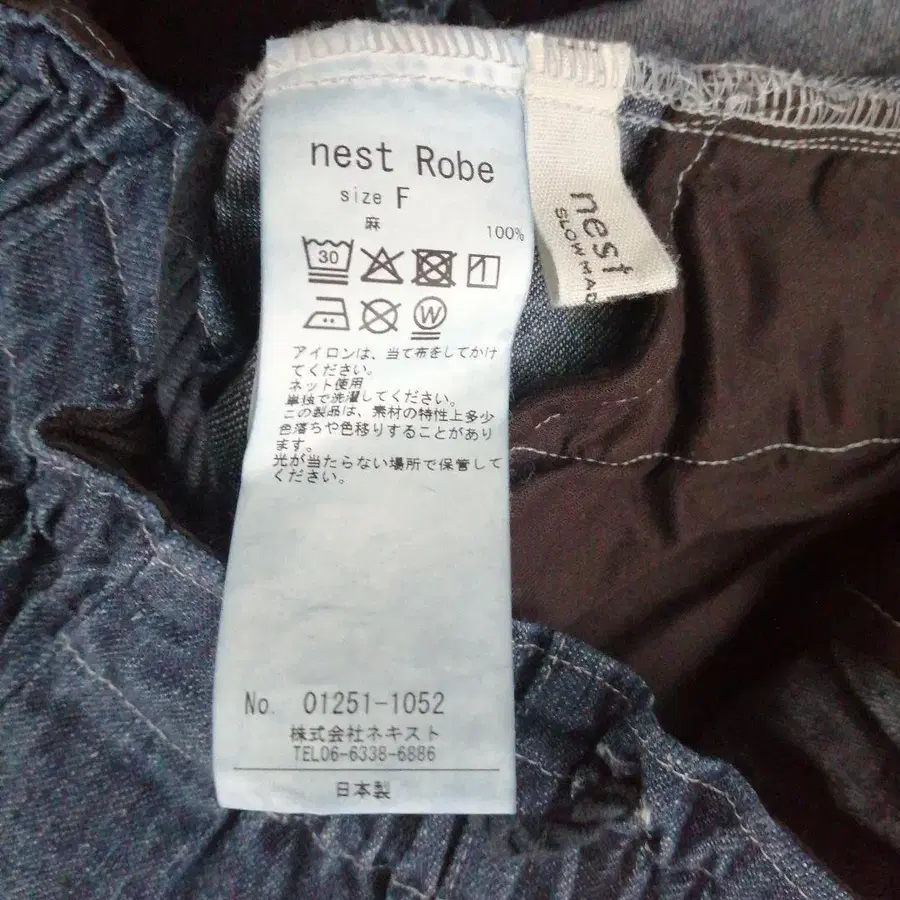 nest Robe
size F
麻
100%
30
W
アイロンは、当て布をしてかけ
てください。
ネット使用
単独で洗濯してください。
この製品は、素材の特性上多少
色落ちや色移りすることがあり
ます。
光が当たらない場所で保管して
ください。
No. 01251-1052
株式会社ネキスト
TEL06-6338-6886
日本製
nest
SLOW MAD